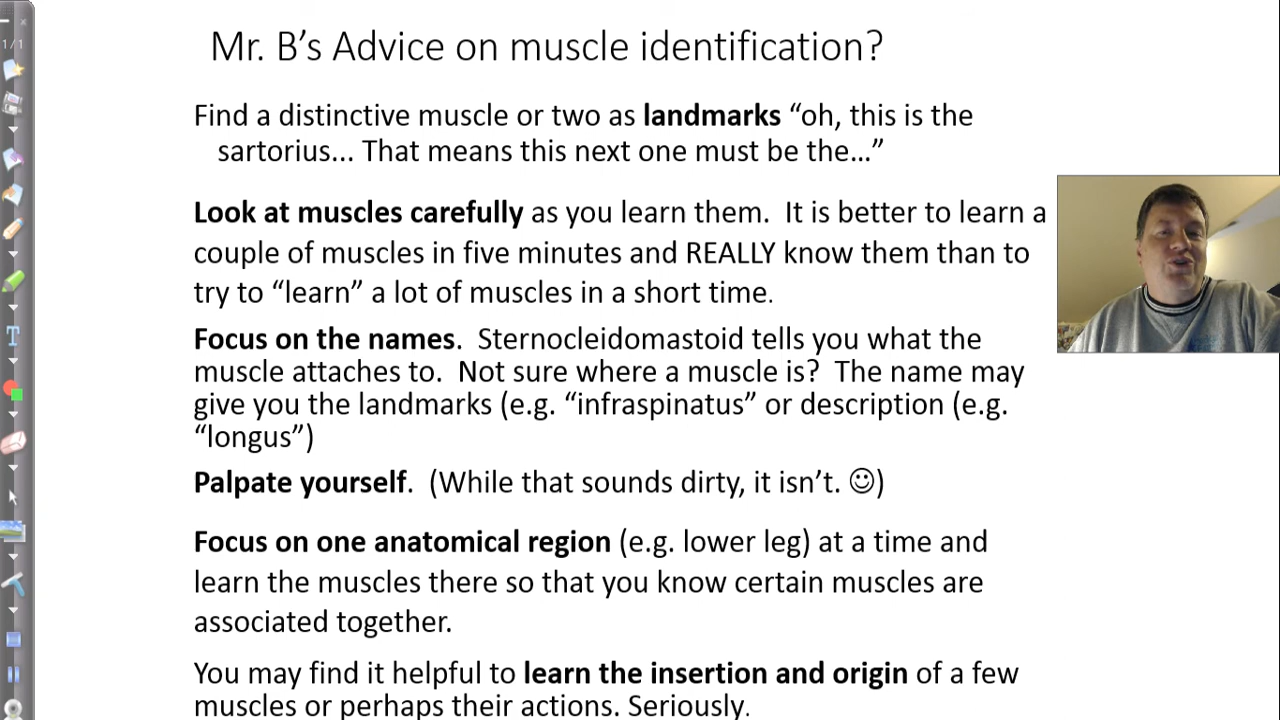 Mr. B’s Advice on muscle identification?
Find a distinctive muscle or two as landmarks “oh, this is the
sartorius... That means this next one must be the…”
Look at muscles carefully as you learn them.  It is better to learn a
couple of muscles in five minutes and REALLY know them than to
try to “learn” a lot of muscles in a short time.
Focus on the names.  Sternocleidomastoid tells you what the
muscle attaches to.  Not sure where a muscle is?  The name may
give you the landmarks (e.g. “infraspinatus” or description (e.g.
“longus”)
Palpate yourself.  (While that sounds dirty, it isn’t. ☺)
Focus on one anatomical region (e.g. lower leg) at a time and
learn the muscles there so that you know certain muscles are
associated together.
You may find it helpful to learn the insertion and origin of a few
muscles or perhaps their actions. Seriously.
1/1
T